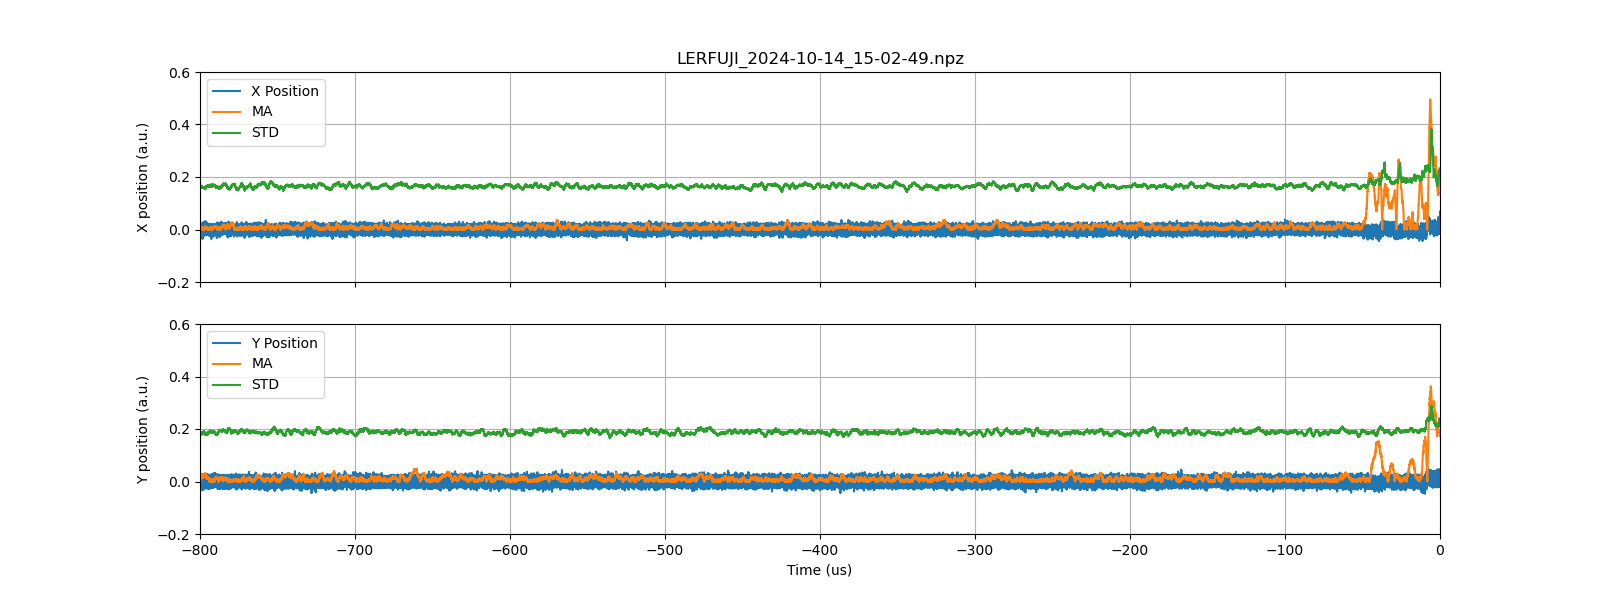 LERFUJI_2024-10-14_15-02-49.npz
0.6
0.4
0.2
0.0
−0.2
X position (a.u.)
X Position
MA
STD
0.6
0.4
0.2
0.0
−0.2
Y position (a.u.)
Y Position
MA
STD
−800 −700 −600 −500 −400 −300 −200 −100 0
Time (us)